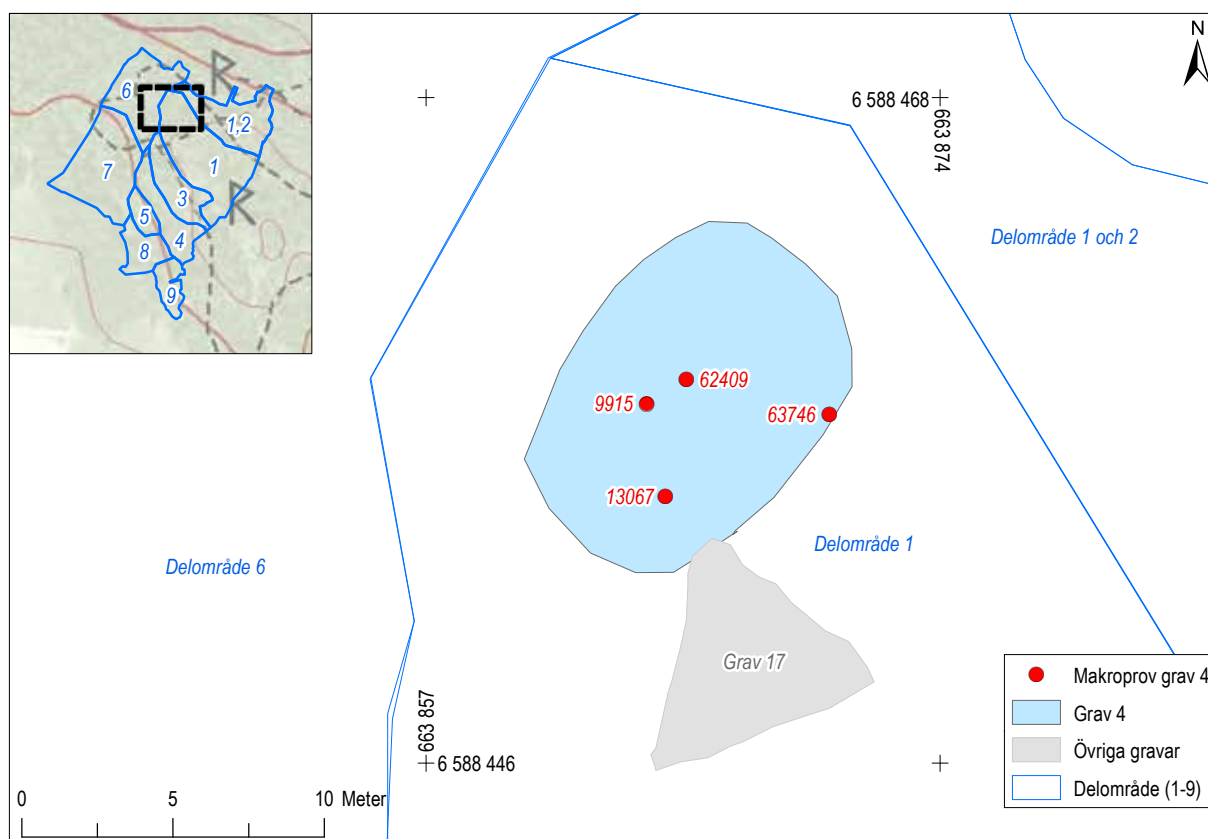 6
R
1,2
7
1
3
R
5
4
8
9
N
6 588 468
663 874
Delområde 1 och 2
62409
9915
63746
13067
Delområde 6
Delområde 1
Grav 17
663 857
6 588 446
Makroprov grav 4
Grav 4
Övriga gravar
Delområde (1-9)
0 5 10 Meter